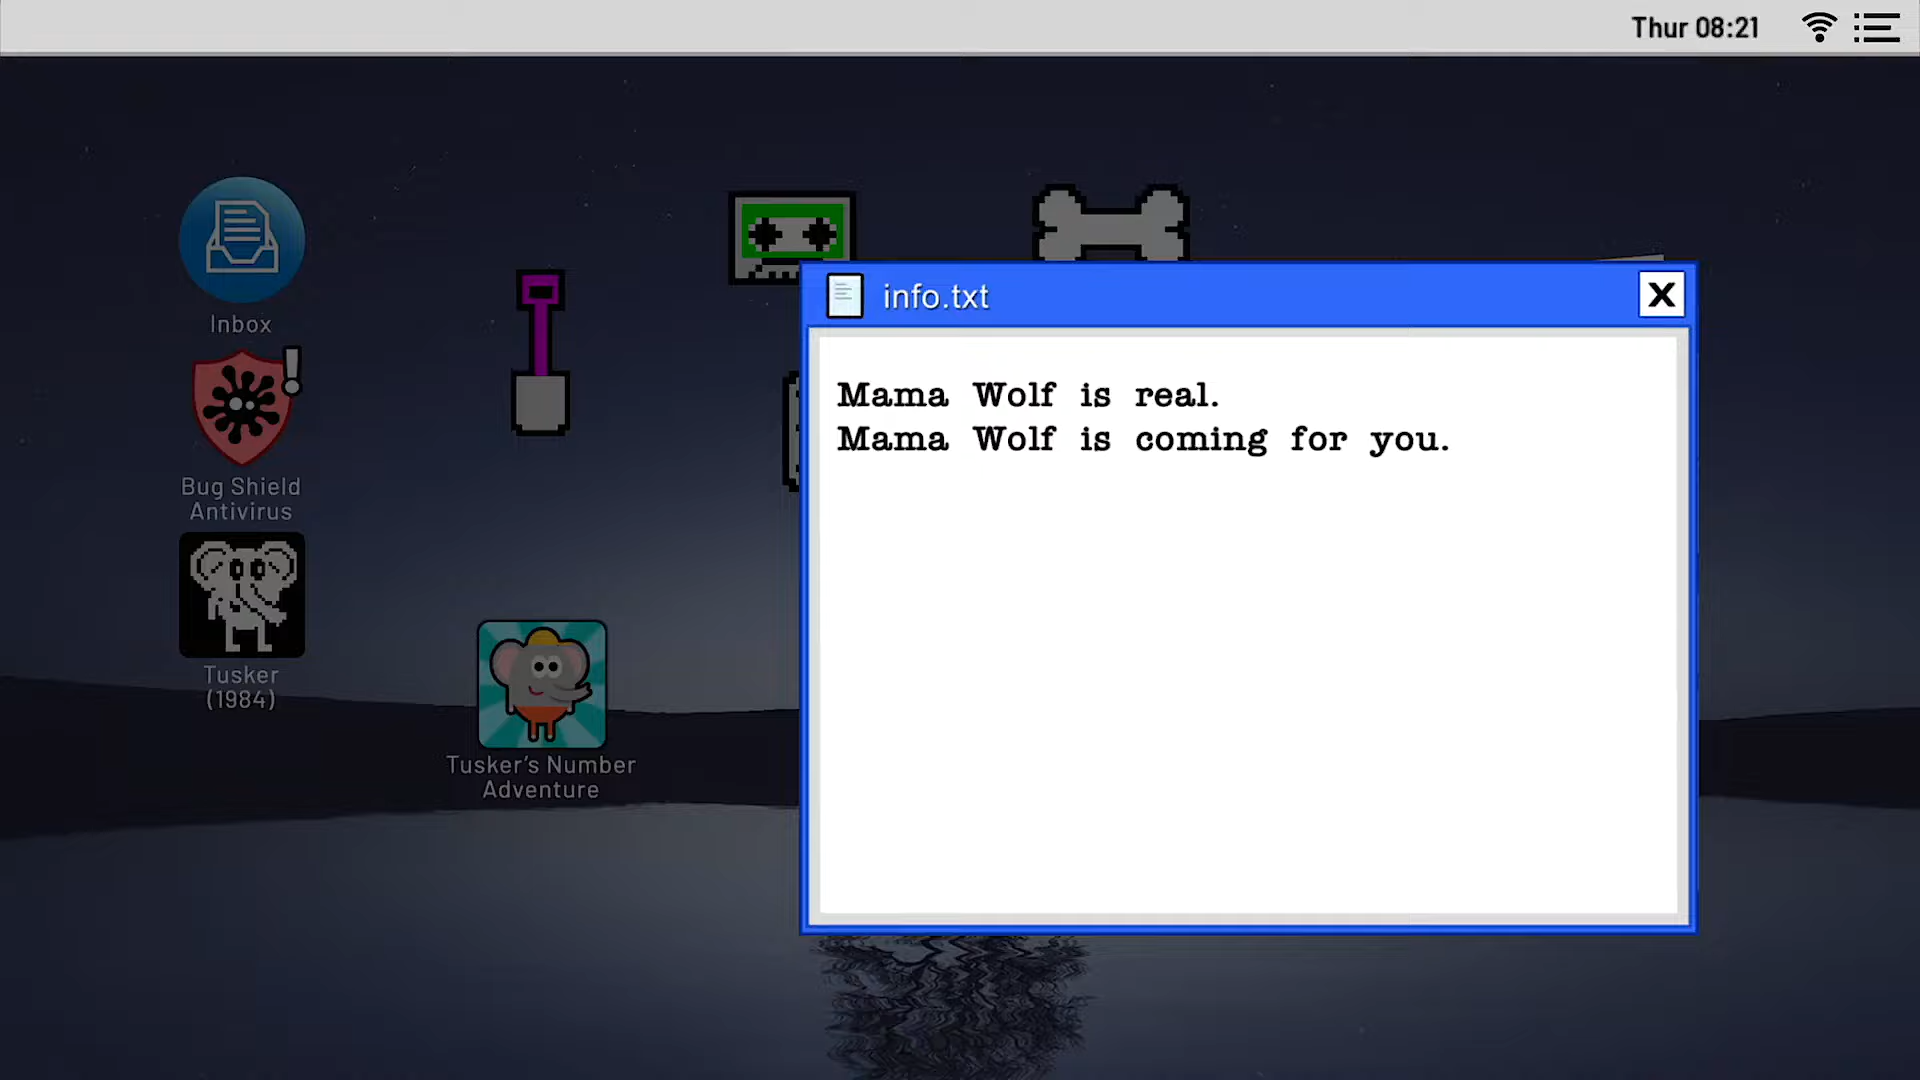 Thur 08:21
Inbox
Bug Shield
Antivirus
Tusker
(1984)
Tusker's Number
Adventure
info.txt
X
Mama Wolf is real.
Mama Wolf is coming for you.